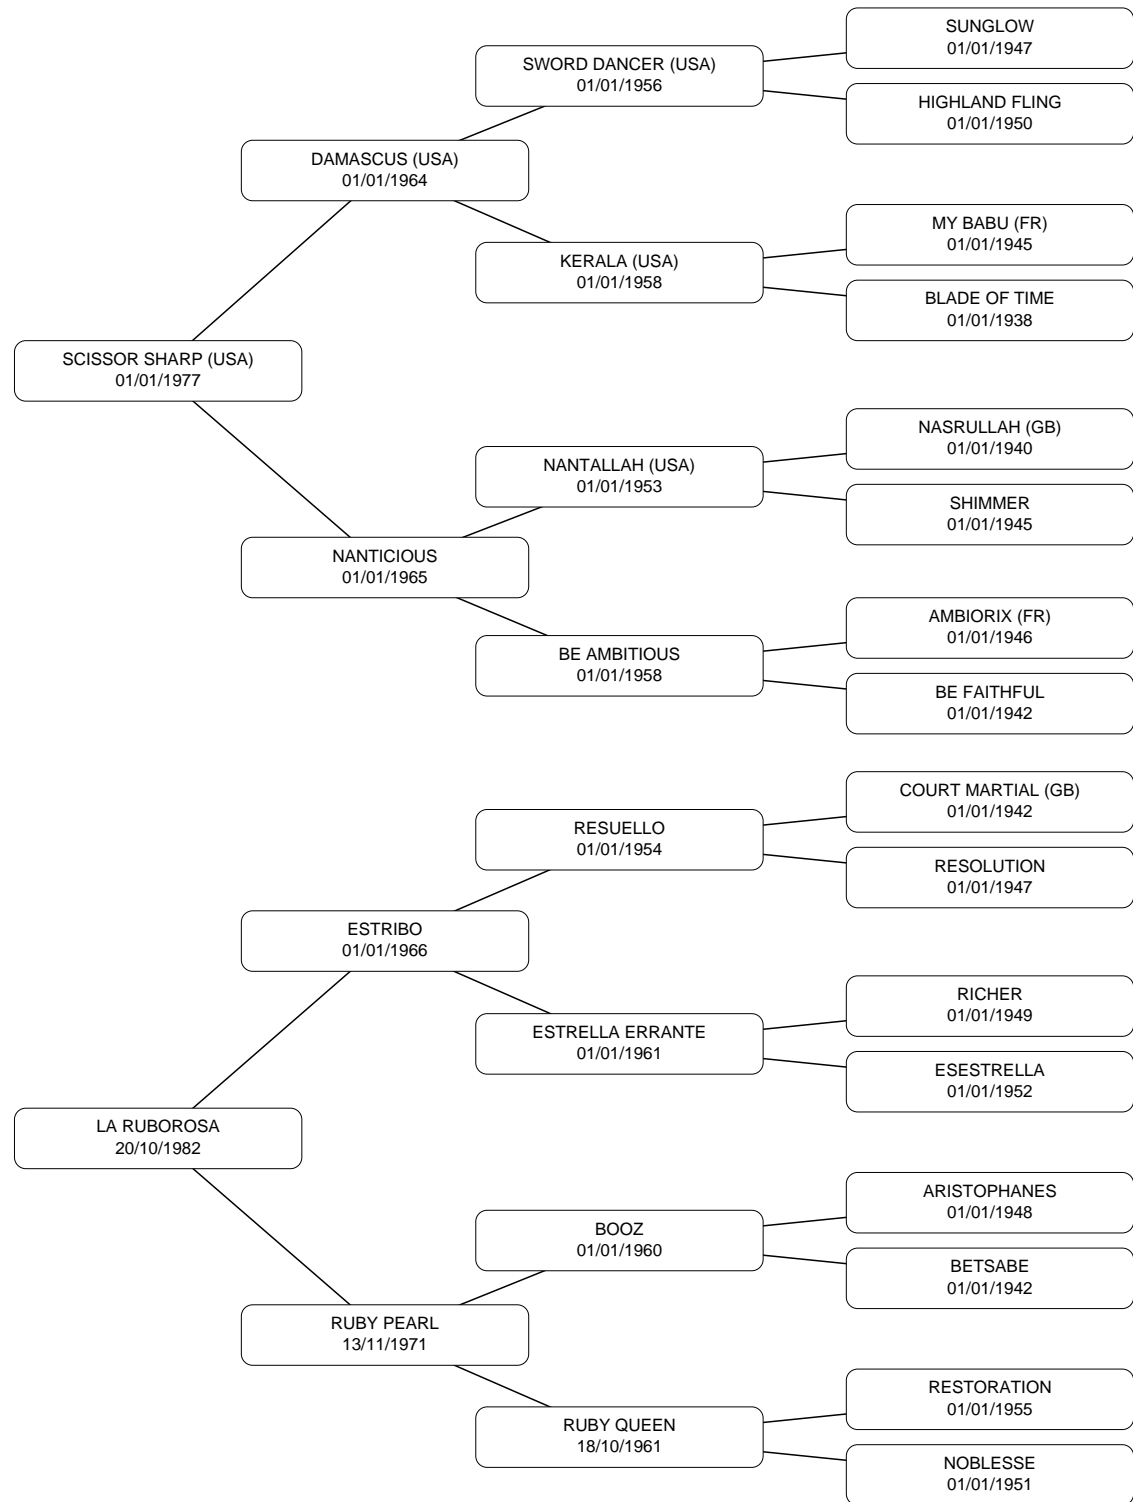 SUNGLOW
01/01/1947
SWORD DANCER (USA)
01/01/1956
HIGHLAND FLING
01/01/1950
DAMASCUS (USA)
01/01/1964
MY BABU (FR)
01/01/1945
KERALA (USA)
01/01/1958
BLADE OF TIME
01/01/1938
SCISSOR SHARP (USA)
01/01/1977
NASRULLAH (GB)
01/01/1940
NANTALLAH (USA)
01/01/1953
SHIMMER
01/01/1945
NANTICIOUS
01/01/1965
AMBIORIX (FR)
01/01/1946
BE AMBITIOUS
01/01/1958
BE FAITHFUL
01/01/1942
COURT MARTIAL (GB)
01/01/1942
RESUELLO
01/01/1954
RESOLUTION
01/01/1947
ESTRIBO
01/01/1966
RICHER
01/01/1949
ESTRELLA ERRANTE
01/01/1961
ESESTRELLA
01/01/1952
LA RUBOROSA
20/10/1982
ARISTOPHANES
01/01/1948
BOOZ
01/01/1960
BETSABE
01/01/1942
RUBY PEARL
13/11/1971
RESTORATION
01/01/1955
RUBY QUEEN
18/10/1961
NOBLESSE
01/01/1951